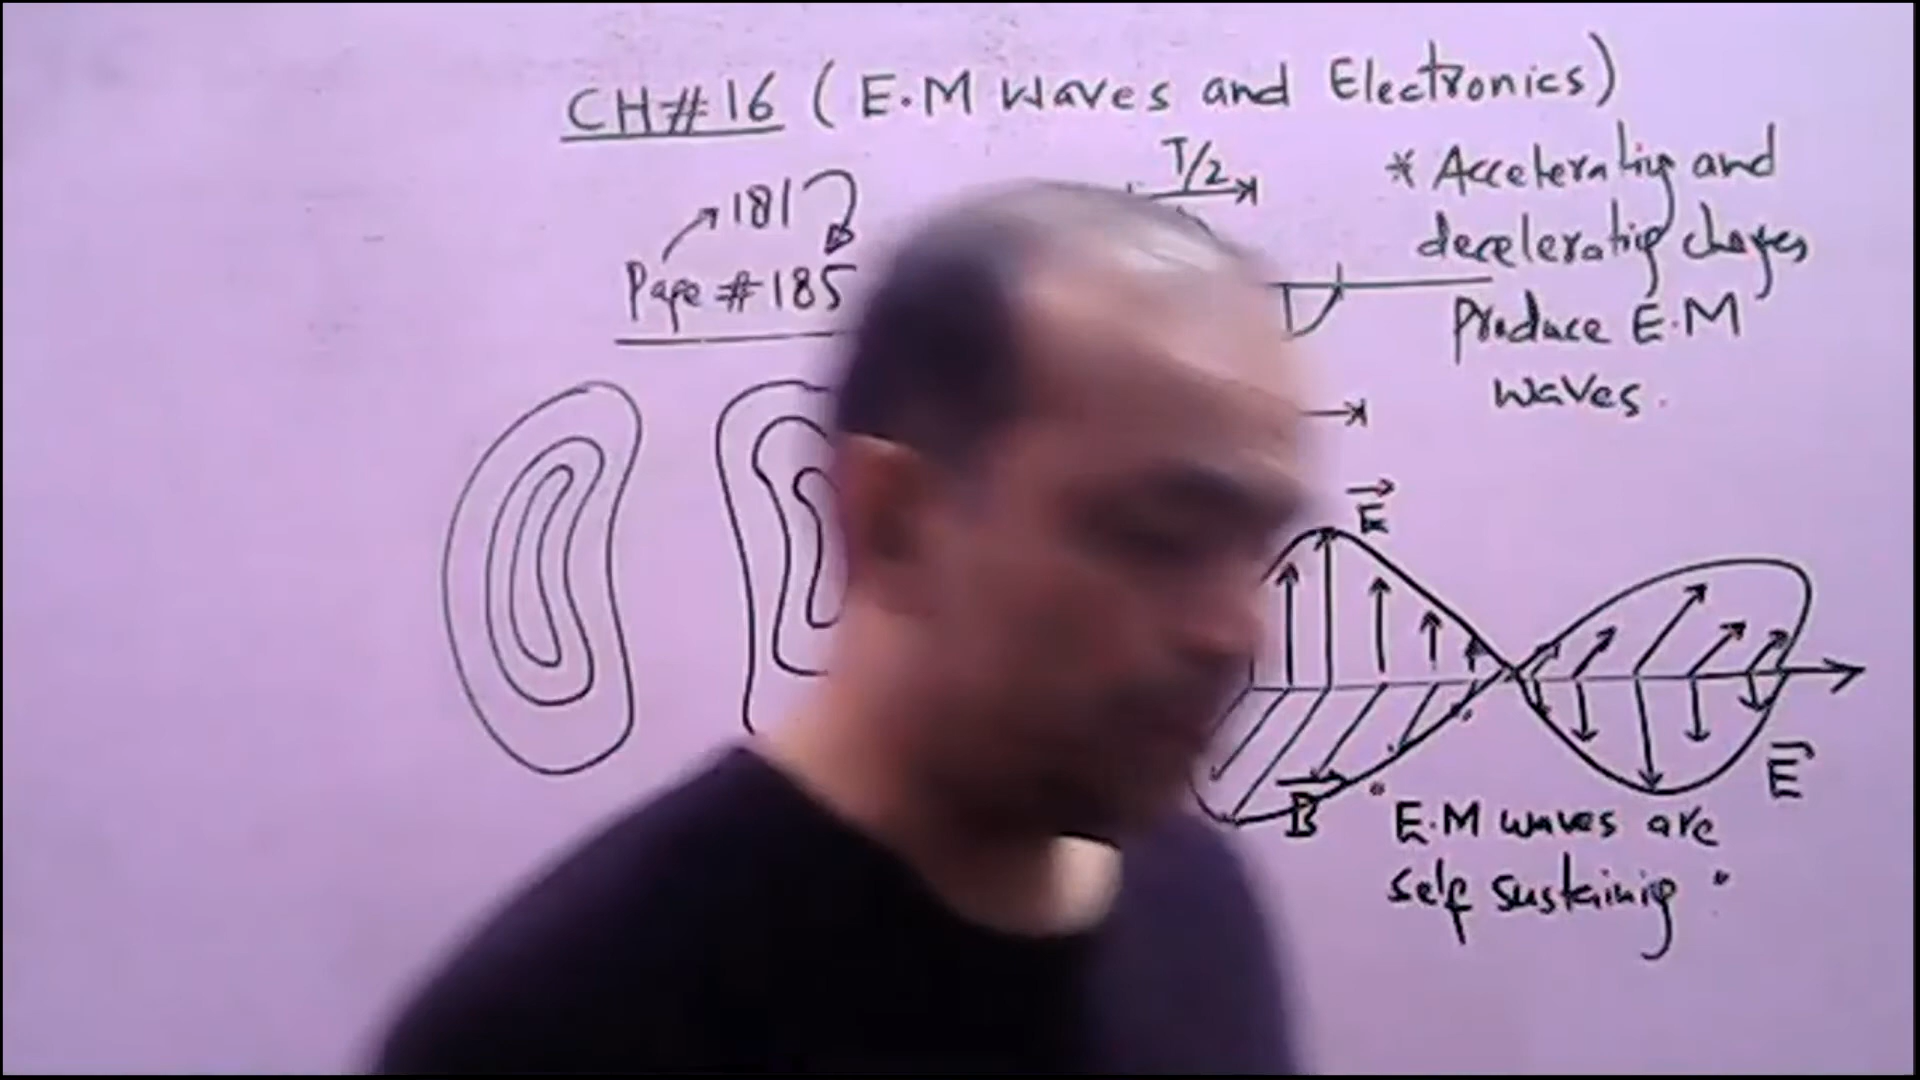 CH#16 (E.M Waves and Electronics)
T/2
181
Page #185
* Accelerating and
decelerating charges
Produce E.M
waves.
E
E
B
E.M waves are
self sustaining